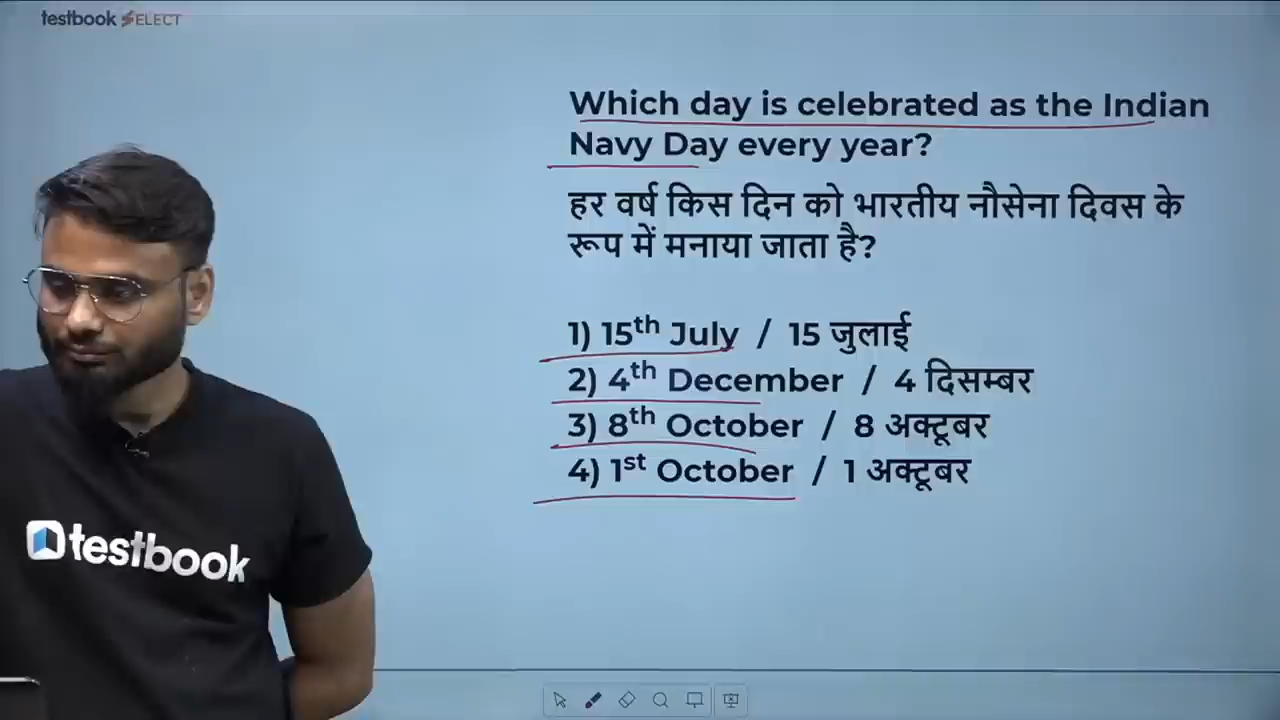 testbook SELECT
Which day is celebrated as the Indian
Navy Day every year?
हर वर्ष किस दिन को भारतीय नौसेना दिवस के
रूप में मनाया जाता है?
1) 15th July / 15 जुलाई
2) 4th December / 4 दिसम्बर
3) 8th October / 8 अक्टूबर
4) 1st October / 1 अक्टूबर
testbook